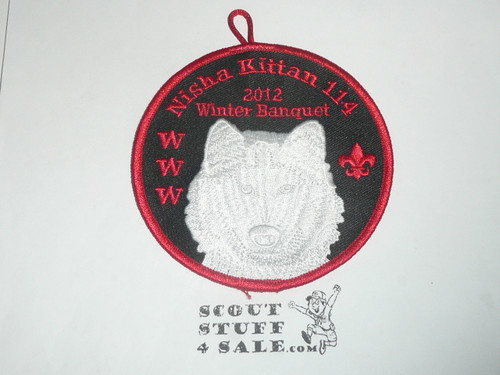 Nisha Kittan 114
2012
Winter Banquet
W
W
W
SCOUT
STUFF
4 SALE.COM